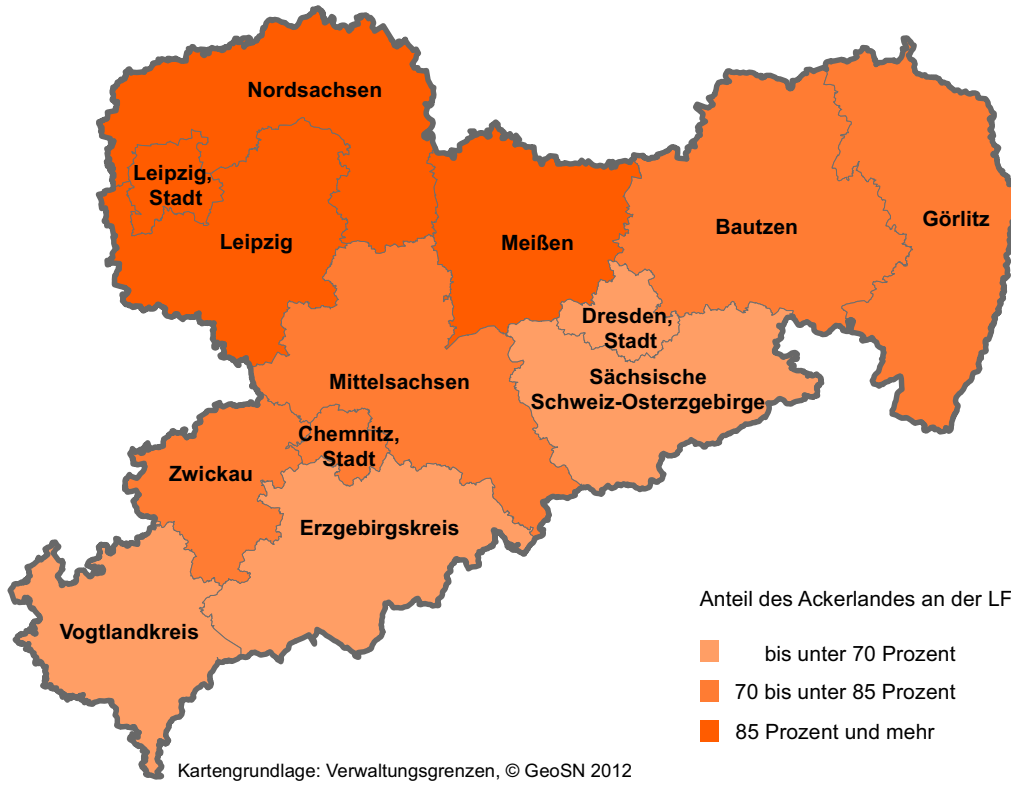 Nordsachsen
Leipzig,
Stadt
Leipzig
Meißen
Bautzen
Görlitz
Dresden,
Stadt
Mittelsachsen
Sächsische
Schweiz-Osterzgebirge
Chemnitz,
Stadt
Zwickau
Erzgebirgskreis
Vogtlandkreis
Anteil des Ackerlandes an der LF
bis unter 70 Prozent
70 bis unter 85 Prozent
85 Prozent und mehr
Kartengrundlage: Verwaltungsgrenzen, © GeoSN 2012